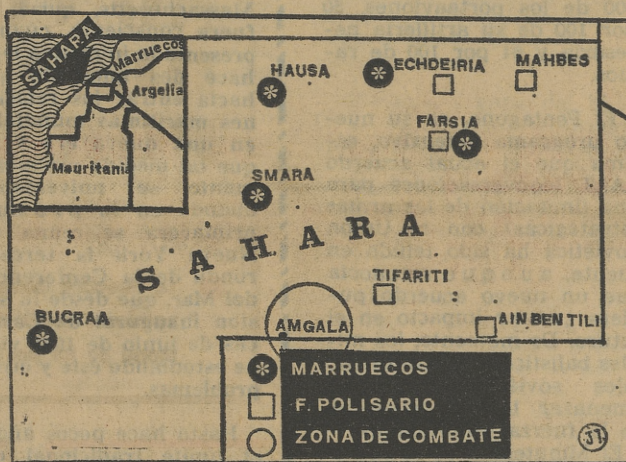 SAHARA
Marruecos
Argelia
Mauritania
HAUSA
ECHDEIRIA
MAHBES
FARSIA
SMARA
SAHARA
TIFARITI
BUCRAA
AMGALA
AIN BEN TILI
MARRUECOS
F. POLISARIO
ZONA DE COMBATE